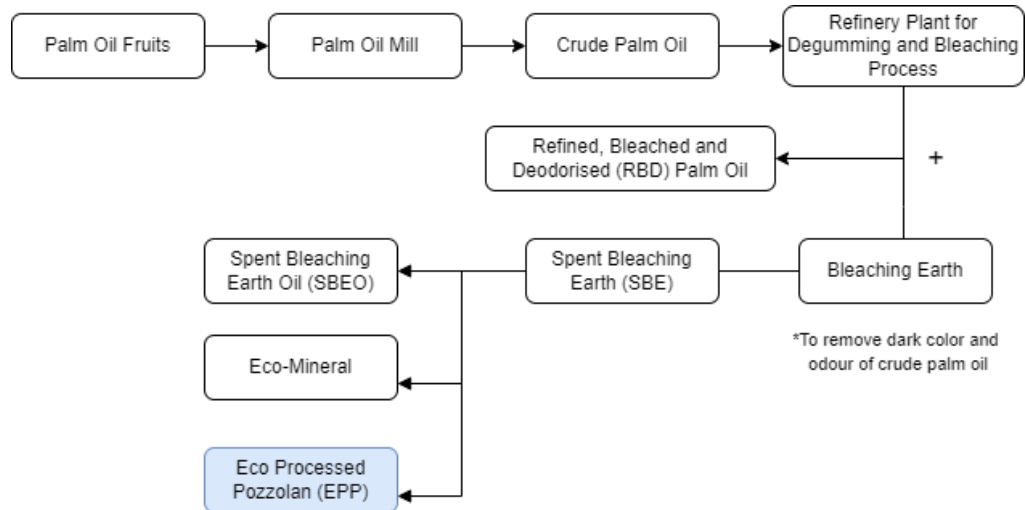 Palm Oil Fruits
Palm Oil Mill
Crude Palm Oil
Refinery Plant for
Degumming and Bleaching
Process
Refined, Bleached and
Deodorised (RBD) Palm Oil
+
Spent Bleaching
Earth Oil (SBEO)
Spent Bleaching
Earth (SBE)
Bleaching Earth
*To remove dark color and
odour of crude palm oil
Eco-Mineral
Eco Processed
Pozzolan (EPP)